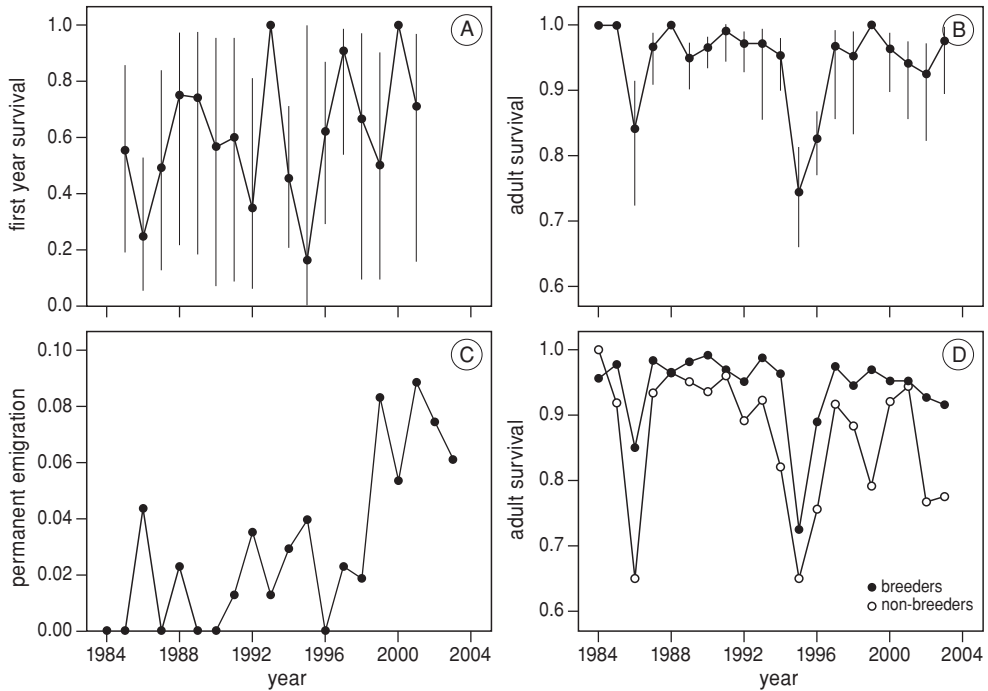 A
first year survival
1.0
0.8
0.6
0.4
0.2
0.0
B
adult survival
1.0
0.9
0.8
0.7
0.6
C
permanent emigration
0.10
0.08
0.06
0.04
0.02
0.00
1984 1988 1992 1996 2000 2004
year
D
adult survival
1.0
0.9
0.8
0.7
0.6
breeders
non-breeders
1984 1988 1992 1996 2000 2004
year